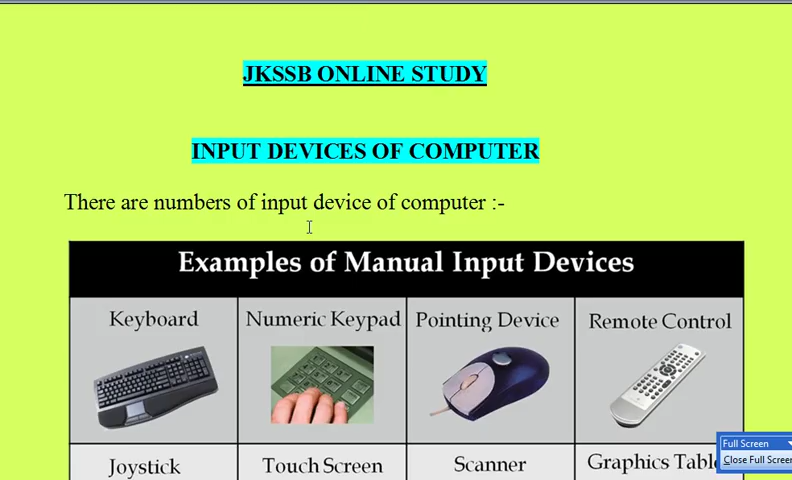 JKSSB ONLINE STUDY
INPUT DEVICES OF COMPUTER
There are numbers of input device of computer :-
Examples of Manual Input Devices
Keyboard
Numeric Keypad
Pointing Device
Remote Control
Joystick
Touch Screen
Scanner
Graphics
Full Screen
Close Full Screen